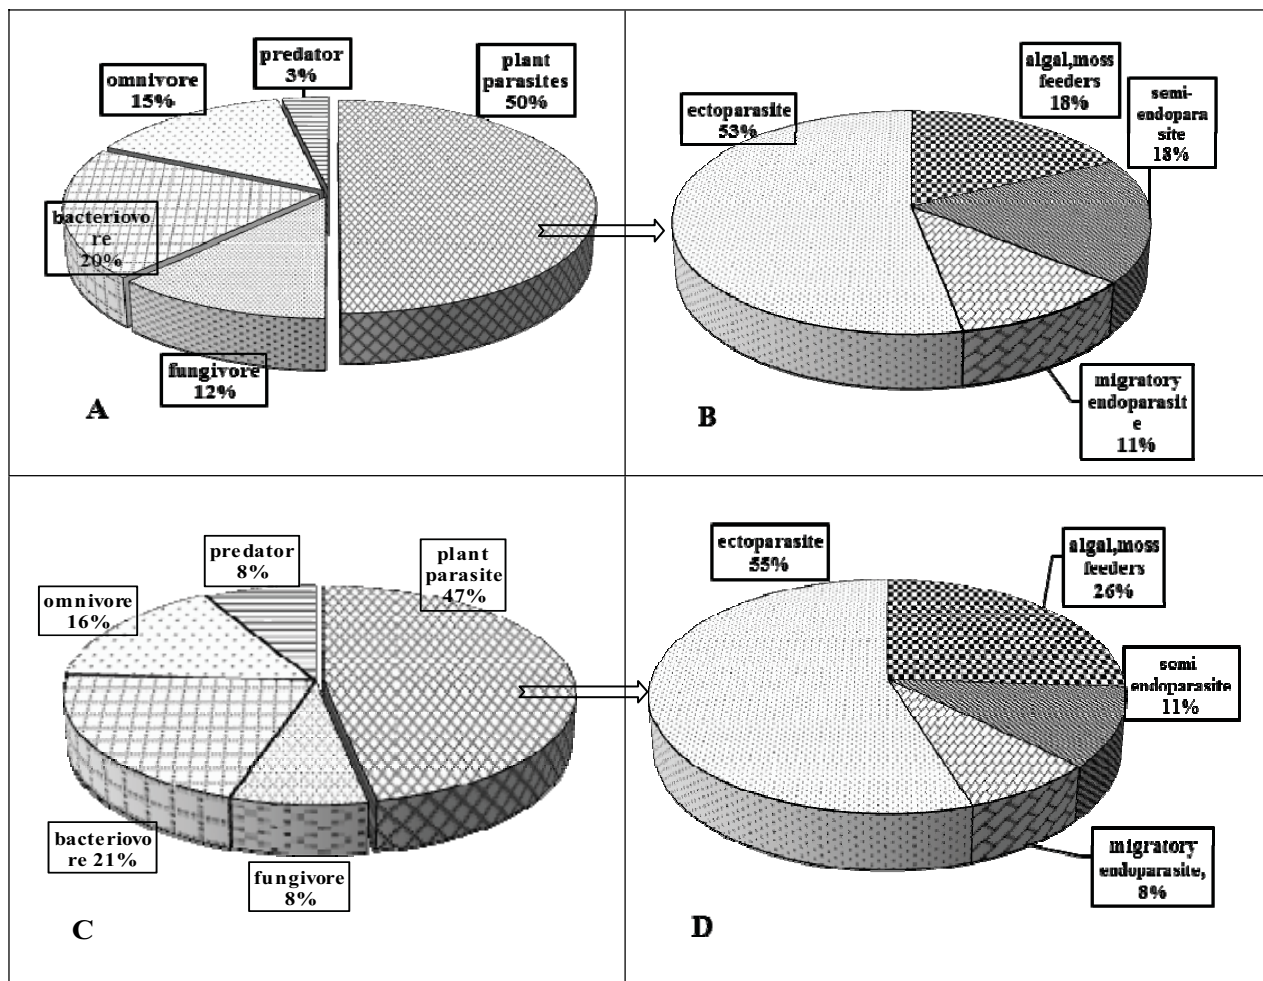 predator
3%
omnivore
15%
plant
parasites
50%
bacteriovo
re
20%
fungivore
12%
A
ectoparasite
53%
algal,moss
feeders
18%
semi-
endopara
site
18%
migratory
endoparasit
e
11%
B
predator
8%
omnivore
16%
plant
parasite
47%
bacteriovo
re 21%
fungivore
8%
C
ectoparasite
55%
algal,moss
feeders
26%
semi
endoparasite
11%
migratory
endoparasite,
8%
D